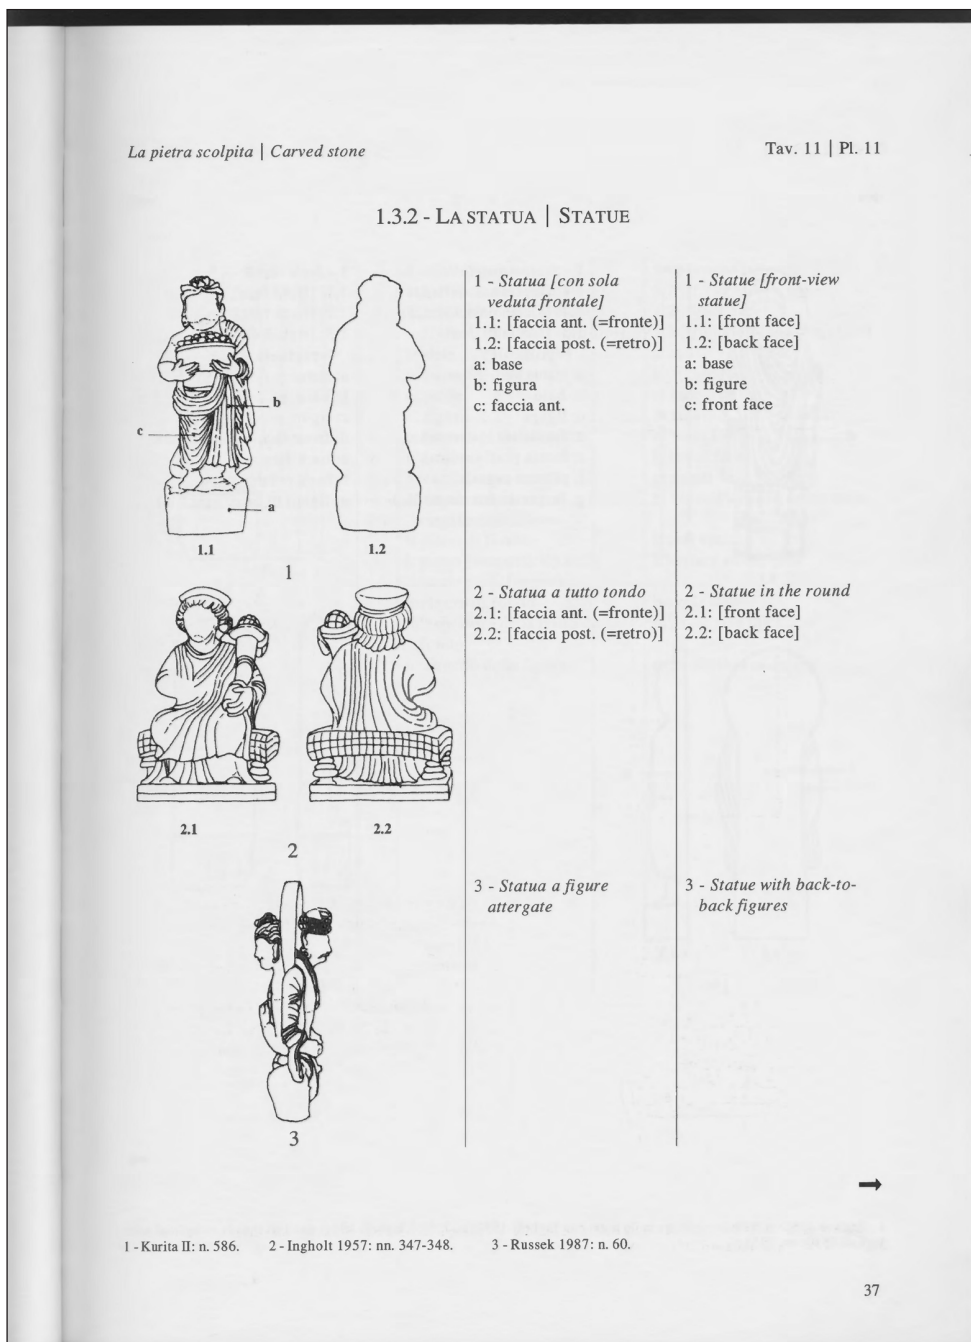 La pietra scolpita | Carved stone
Tav. 11 | Pl. 11
1.3.2 - LA STATUA | STATUE
c
b
a
1.1
1.2
1
1 - Statua [con sola
veduta frontale]
1.1: [faccia ant. (=fronte)]
1.2: [faccia post. (=retro)]
a: base
b: figura
c: faccia ant.
1 - Statue [front-view
statue]
1.1: [front face]
1.2: [back face]
a: base
b: figure
c: front face
2.1
2.2
2
2 - Statua a tutto tondo
2.1: [faccia ant. (=fronte)]
2.2: [faccia post. (=retro)]
2 - Statue in the round
2.1: [front face]
2.2: [back face]
3
3 - Statua a figure
attergate
3 - Statue with back-to-
back figures
1 - Kurita II: n. 586.
2 - Ingholt 1957: nn. 347-348.
3 - Russek 1987: n. 60.
37